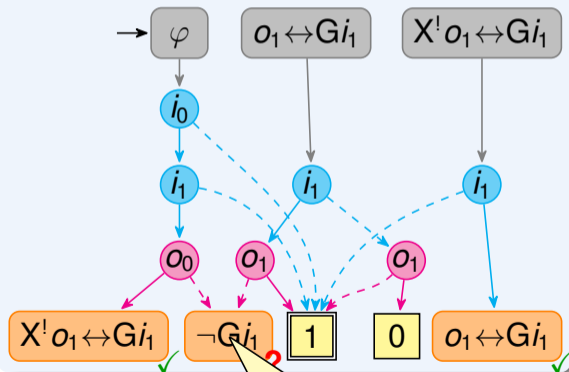 φ o₁↔Gi₁ X!o₁↔Gi₁
i₀
i₁ i₁ i₁
o₀ o₁ o₁
X!o₁↔Gi₁ ¬Gi₁ 1 0 o₁↔Gi₁
?